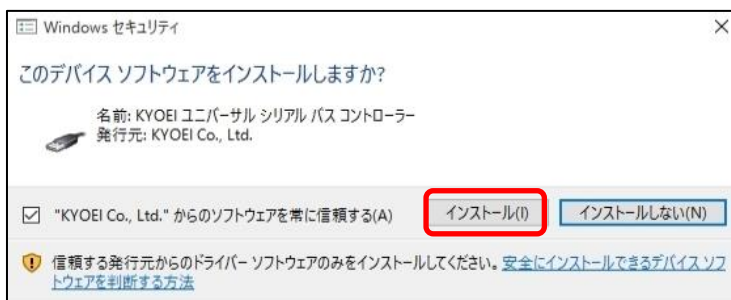 Windows セキュリティ
このデバイス ソフトウェアをインストールしますか?
名前: KYOEI ユニバーサル シリアル バス コントローラー
発行元: KYOEI Co., Ltd.
"KYOEI Co., Ltd." からのソフトウェアを常に信頼する(A)
インストール(I)
インストールしない(N)
信頼する発行元からのドライバー ソフトウェアのみをインストールしてください。安全にインストールできるデバイス ソフ
トウェアを判断する方法